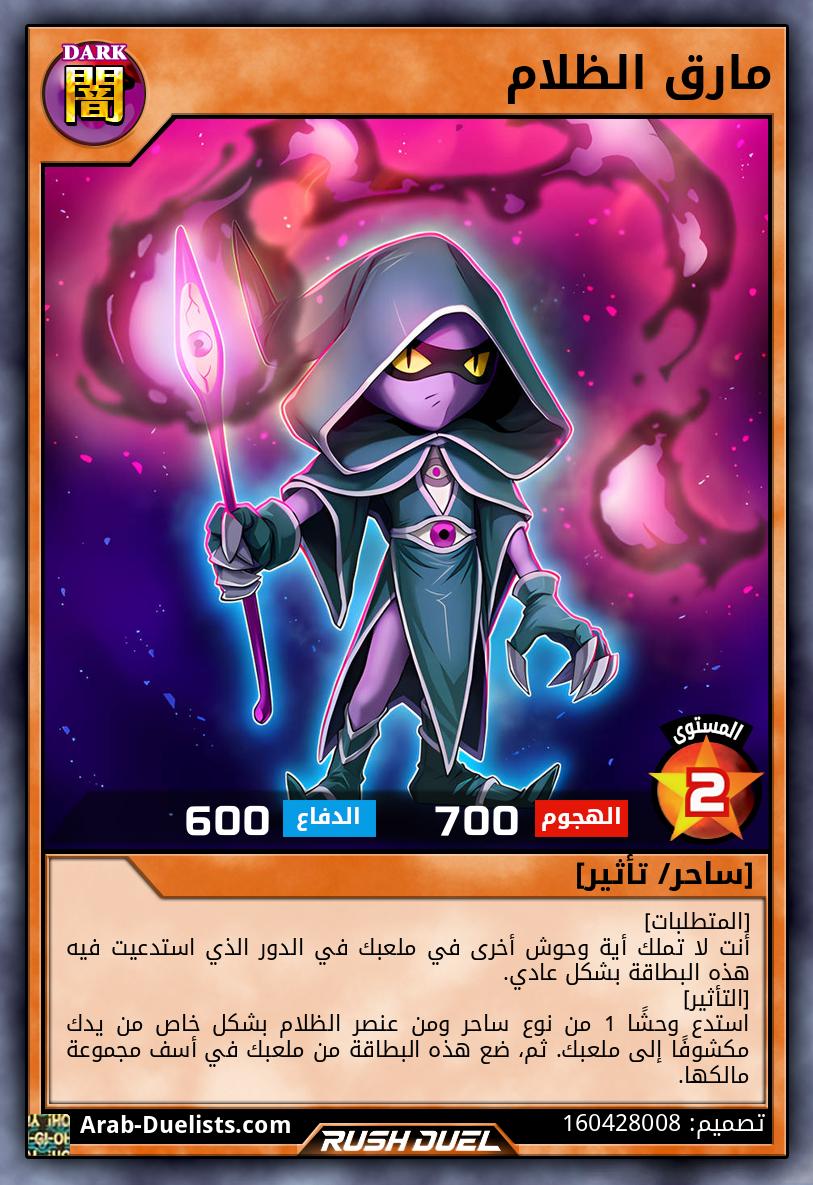 DARK
闇
مارق الظلام
المستوى
2
الهجوم 700 الدفاع 600
[ساحر/ تأثير]
[المتطلبات]
أنت لا تملك أية وحوش أخرى في ملعبك في الدور الذي استدعيت فيه
هذه البطاقة بشكل عادي.
[التأثير]
استدع وحشًا 1 من نوع ساحر ومن عنصر الظلام بشكل خاص من يدك
مكشوفًا إلى ملعبك. ثم، ضع هذه البطاقة من ملعبك في أسف مجموعة
مالكها.
تصميم: 160428008
RUSH DUEL
Arab-Duelists.com